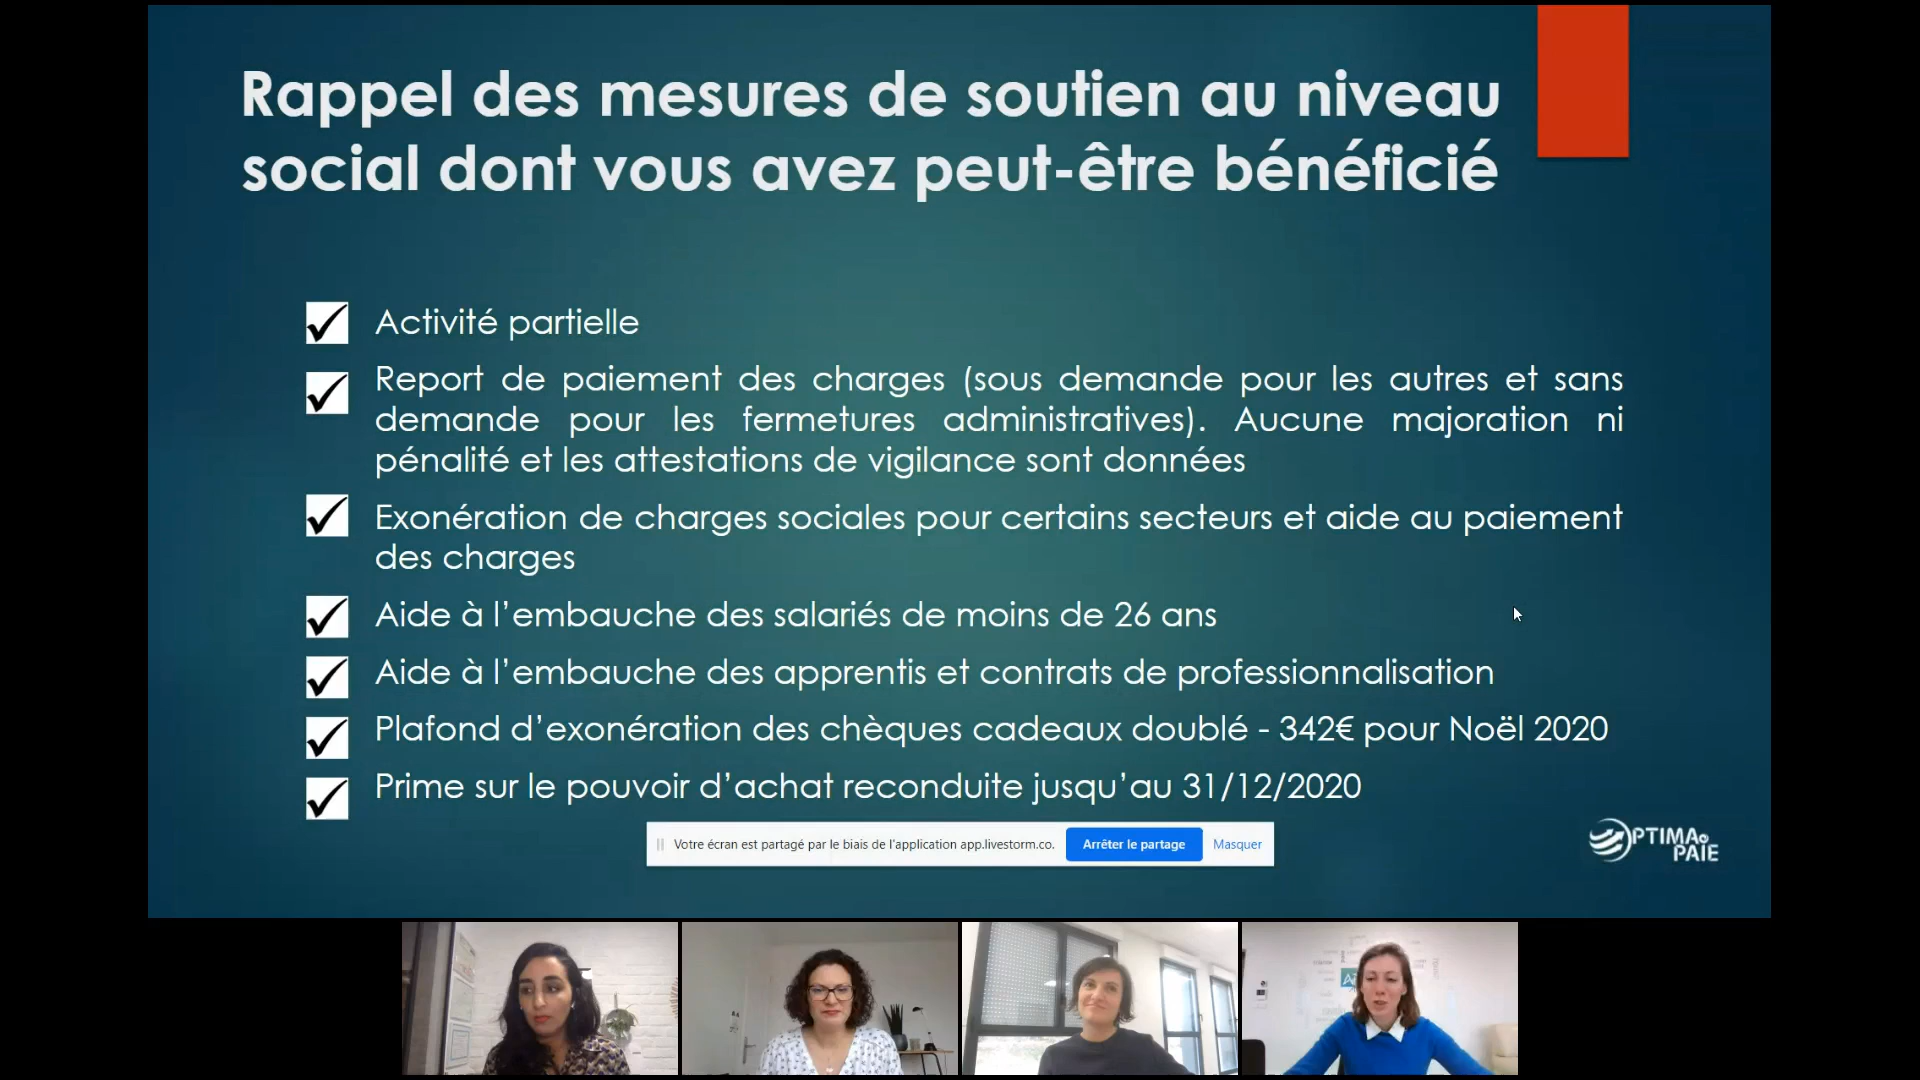 Rappel des mesures de soutien au niveau
social dont vous avez peut-être bénéficié
Activité partielle
Report de paiement des charges (sous demande pour les autres et sans
demande pour les fermetures administratives). Aucune majoration ni
pénalité et les attestations de vigilance sont données
Exonération de charges sociales pour certains secteurs et aide au paiement
des charges
Aide à l’embauche des salariés de moins de 26 ans
Aide à l’embauche des apprentis et contrats de professionnalisation
Plafond d’exonération des chèques cadeaux doublé - 342€ pour Noël 2020
Prime sur le pouvoir d’achat reconduite jusqu’au 31/12/2020
Votre écran est partagé par le biais de l'application app.livestorm.co. Arrêter le partage Masquer
OPTIMA
PAIE